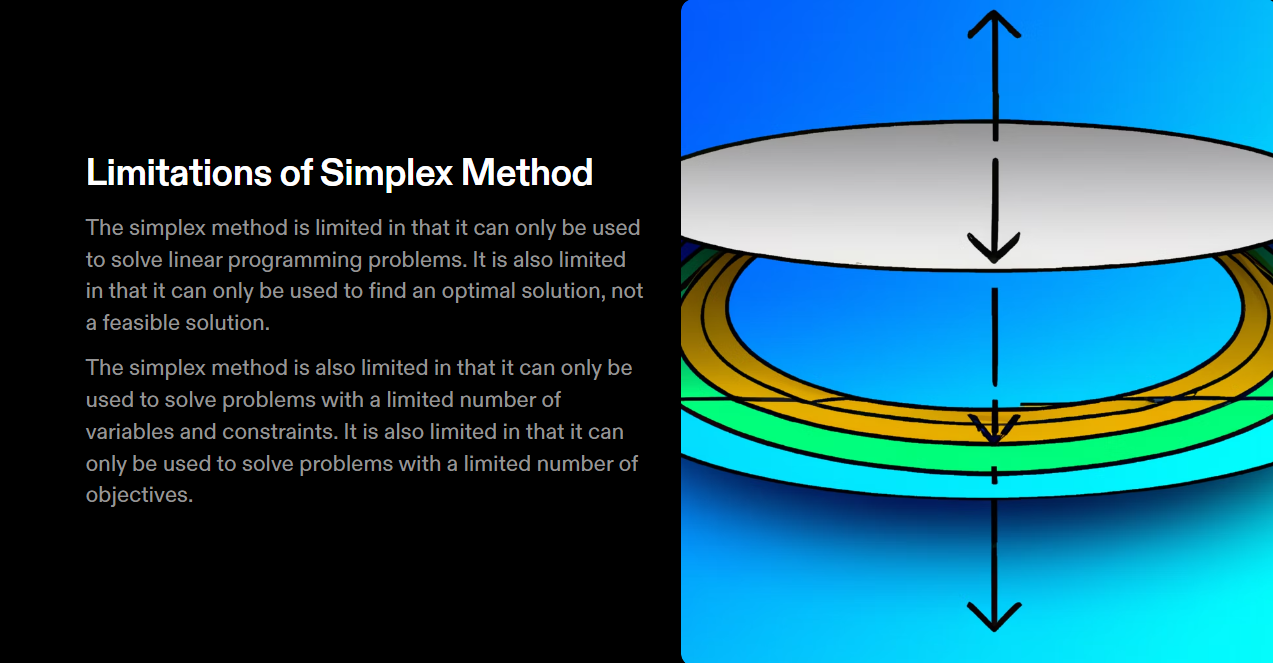 Limitations of Simplex Method
The simplex method is limited in that it can only be used
to solve linear programming problems. It is also limited
in that it can only be used to find an optimal solution, not
a feasible solution.
The simplex method is also limited in that it can only be
used to solve problems with a limited number of
variables and constraints. It is also limited in that it can
only be used to solve problems with a limited number of
objectives.